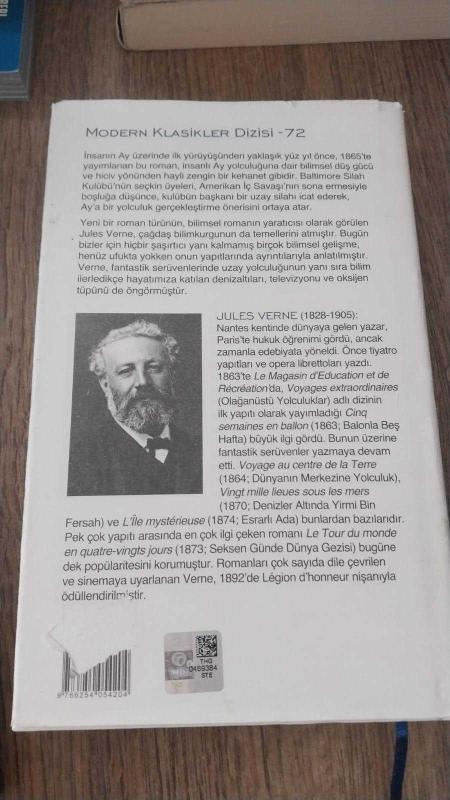 MODERN KLASİKLER DİZİSİ -72
İnsanın Ay üzerinde ilk yürüyüşünden yaklaşık yüz yıl önce, 1865'te
yayımlanan bu roman, insanlı Ay yolculuğuna dair bilimsel düş gücü
ve hiciv yönünden hayli zengin bir kehanet gibidir. Baltimore Silah
Kulübü'nün seçkin üyeleri, Amerikan İç Savaşı'nın sona ermesiyle
boşluğa düşünce, kulübün başkanı bir uzay silahı icat ederek,
Ay'a bir yolculuk gerçekleştirme önerisini ortaya atar.
Yeni bir roman türünün, bilimsel romanın yaratıcısı olarak görülen
Jules Verne, çağdaş bilimkurgunun da temellerini atmıştır. Bugün
bizler için hiçbir şaşırtıcı yanı kalmamış birçok bilimsel gelişme,
henüz ufukta yokken onun yapıtlarında ayrıntılarıyla anlatılmıştır.
Verne, fantastik serüvenlerinde uzay yolculuğunun yanı sıra bilim
ilerledikçe hayatımıza katılan denizaltıları, televizyonu ve oksijen
tüpünü de öngörmüştür.
JULES VERNE (1828-1905):
Nantes kentinde dünyaya gelen yazar,
Paris'te hukuk öğrenimi gördü, ancak
zamanla edebiyata yöneldi. Önce tiyatro
yapıtları ve opera librettoları yazdı.
1863'te Le Magasin d'Education et de
Récréation'da, Voyages extraordinaires
(Olağanüstü Yolculuklar) adlı dizinin
ilk yapıtı olarak yayımladığı Cinq
semaines en ballon (1863; Balonla Beş
Hafta) büyük ilgi gördü. Bunun üzerine
fantastik serüvenler yazmaya devam
etti. Voyage au centre de la Terre
(1864; Dünyanın Merkezine Yolculuk),
Vingt mille lieues sous les mers
(1870; Denizler Altında Yirmi Bin
Fersah) ve L'Île mystérieuse (1874; Esrarlı Ada) bunlardan bazılarıdır.
Pek çok yapıtı arasında en çok ilgi çeken romanı Le Tour du monde
en quatre-vingts jours (1873; Seksen Günde Dünya Gezisi) bugüne
dek popülaritesini korumuştur. Romanları çok sayıda dile çevrilen
ve sinemaya uyarlanan Verne, 1892'de Légion d'honneur nişanıyla
ödüllendirilmiştir.
THG
0469384
STE
9 786254 054204